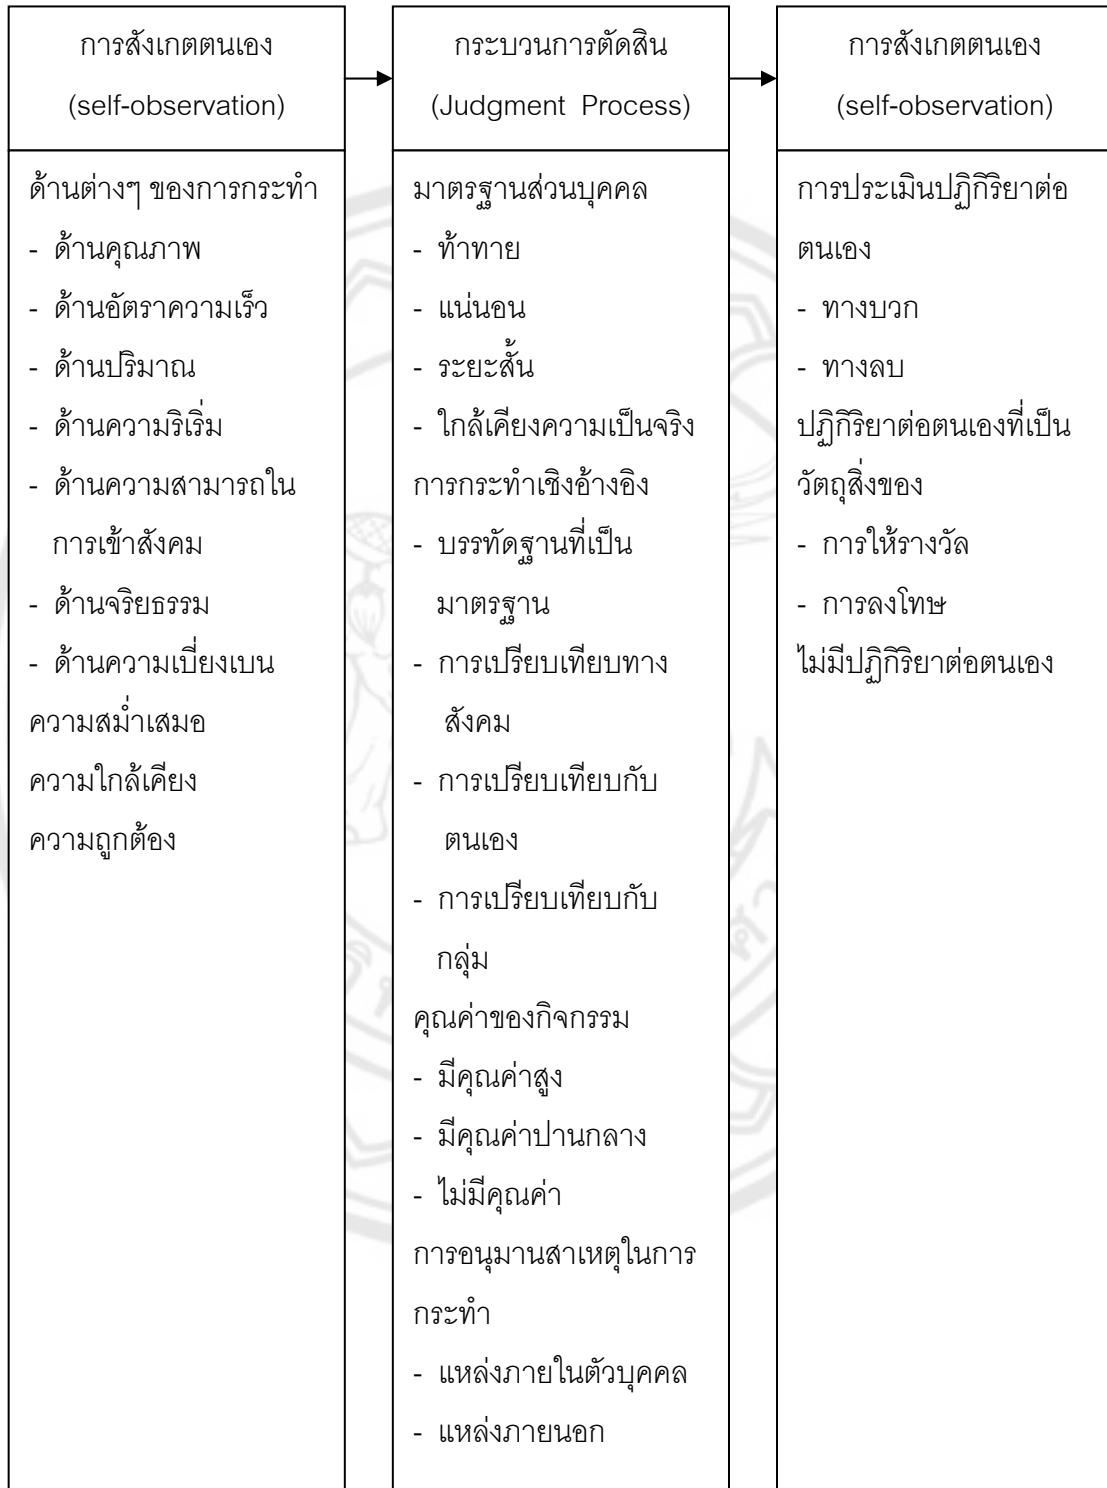 การสังเกตตนเอง
(self-observation)
ด้านต่างๆ ของการกระทำ
- ด้านคุณภาพ
- ด้านอัตราความเร็ว
- ด้านปริมาณ
- ด้านความริเริ่ม
- ด้านความสามารถใน
การเข้าสังคม
- ด้านจริยธรรม
- ด้านความเบี่ยงเบน
ความสม่ำเสมอ
ความใกล้เคียง
ความถูกต้อง
กระบวนการตัดสิน
(Judgment Process)
มาตรฐานส่วนบุคคล
- ท้าทาย
- แน่นอน
- ระยะสั้น
- ใกล้เคียงความเป็นจริง
การกระทำเชิงอ้างอิง
- บรรทัดฐานที่เป็น
มาตรฐาน
- การเปรียบเทียบทาง
สังคม
- การเปรียบเทียบกับ
ตนเอง
- การเปรียบเทียบกับ
กลุ่ม
คุณค่าของกิจกรรม
- มีคุณค่าสูง
- มีคุณค่าปานกลาง
- ไม่มีคุณค่า
การอนุมานสาเหตุในการ
กระทำ
- แหล่งภายในตัวบุคคล
- แหล่งภายนอก
การสังเกตตนเอง
(self-observation)
การประเมินปฏิกิริยาต่อ
ตนเอง
- ทางบวก
- ทางลบ
ปฏิกิริยาต่อตนเองที่เป็น
วัตถุสิ่งของ
- การให้รางวัล
- การลงโทษ
ไม่มีปฏิกิริยาต่อตนเอง